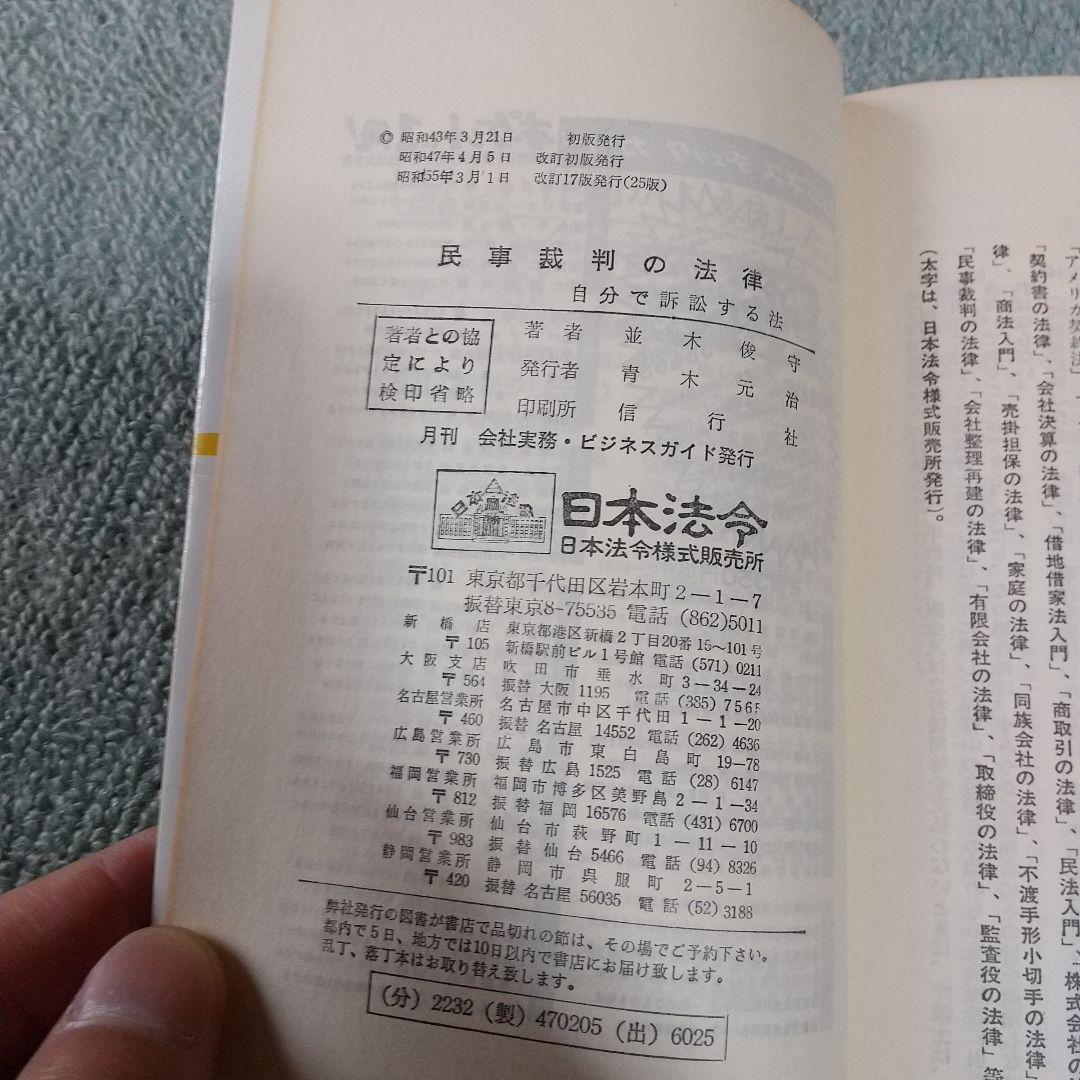 © 昭和43年3月21日 初版発行
昭和47年4月5日 改訂初版発行
昭和55年3月1日 改訂17版発行(25版)
民事裁判の法律
自分で訴訟する法
著者との協
定により
検印省略
著者 並木俊守
発行者 青木元治
印刷所 信行社
月刊 会社実務・ビジネスガイド発行
日本法令
日本法令様式販売所
〒101 東京都千代田区岩本町2-1-7
振替東京8-75535 電話 (862)5011
新橋店 東京都港区新橋2丁目20番15～101号
〒105 新橋駅前ビル1号館 電話 (571) 0211
大阪支店 吹田市垂水町3-34-24
〒564 振替 大阪 1195 電話 (385) 7565
名古屋営業所 名古屋市中区千代田1-1-20
〒460 振替 名古屋 14552 電話 (262) 4636
広島営業所 広島市東白島町19-78
〒730 振替広島 1525 電話 (28) 6147
福岡営業所 福岡市博多区美野島2-1-34
〒812 振替福岡 16576 電話 (431) 6700
仙台営業所 仙台市萩野町1-11-10
〒983 振替仙台 5466 電話 (94) 8326
静岡営業所 静岡市呉服町2-5-1
〒420 振替 名古屋 56035 電話 (52) 3188
弊社発行の図書が書店で品切れの節は、その場でご予約下さい。
都内で5日、地方では10日以内で書店にお届け致します。
乱丁、落丁本はお取り替え致します。
(分) 2232 (製) 470205 (出) 6025
「アメリカ契約法」
「契約書の法律」、「会社決算の法律」、「借地借家法入門」、「商取引の法律」、「民法入門」、「株式会社の
律」、「商法入門」、「売掛担保の法律」、「家庭の法律」、「同族会社の法律」、「不渡手形小切手の法律」
「民事裁判の法律」、「会社整理再建の法律」、「有限会社の法律」、「取締役の法律」、「監査役の法律」等
(太字は、日本法令様式販売所発行)。